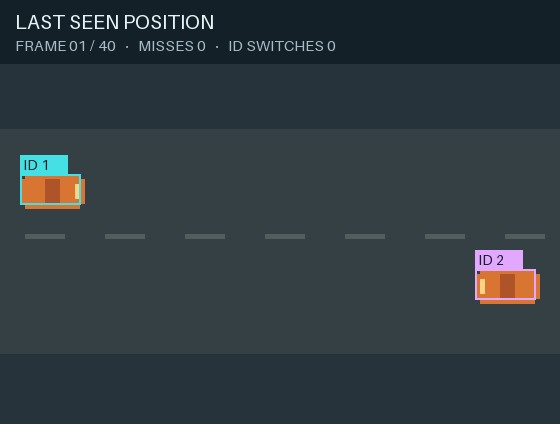 LAST SEEN POSITION
FRAME 01 / 40 · MISSES 0 · ID SWITCHES 0
ID 1
ID 2